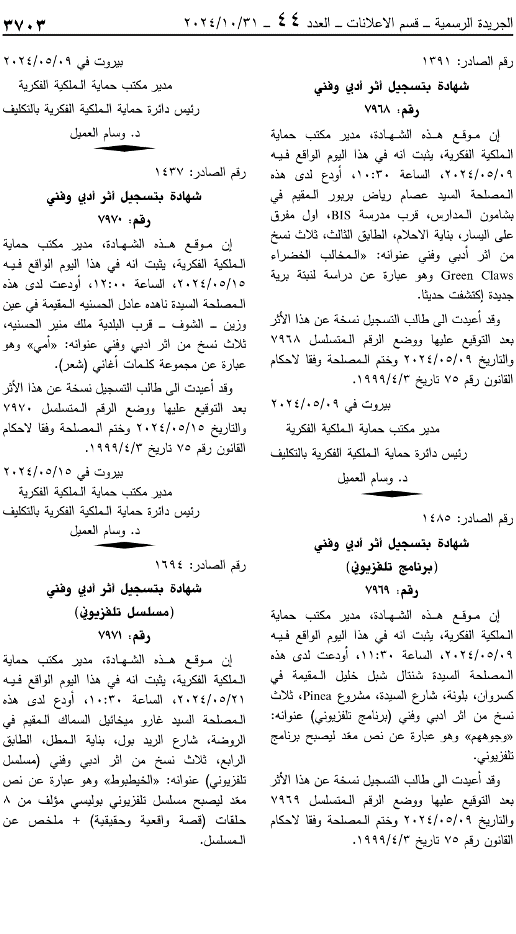 الجريدة الرسمية ــ قسم الاعلانات ــ العدد ٤٤ ــ ٢٠٢٤/١٠/٣١
٣٧٠٣
رقم الصادر: ١٣٩١
شهادة بتسجيل أثر أدبي وفني
رقم: ٧٩٦٨
إن موقع هذه الشهادة، مدير مكتب حماية
الملكية الفكرية، يثبت انه في هذا اليوم الواقع فيه
٢٠٢٤/٠٥/٠٩، الساعة ١٠:٣٠، أودع لدى هذه
المصلحة السيد عصام رياض بربور المقيم في
بشامون المدارس، قرب مدرسة BIS، اول مفرق
على اليسار، بناية الاحلام، الطابق الثالث، ثلاث نسخ
من اثر أدبي وفني عنوانه: «المخالب الخضراء
Green Claws وهو عبارة عن دراسة لنبتة برية
جديدة إكتشفت حديثا.
وقد أعيدت الى طالب التسجيل نسخة عن هذا الأثر
بعد التوقيع عليها ووضع الرقم المتسلسل ٧٩٦٨
والتاريخ ٢٠٢٤/٠٥/٠٩ وختم المصلحة وفقا لاحكام
القانون رقم ٧٥ تاريخ ١٩٩٩/٤/٣.
بيروت في ٢٠٢٤/٠٥/٠٩
مدير مكتب حماية الملكية الفكرية
رئيس دائرة حماية الملكية الفكرية بالتكليف
د. وسام العميل
رقم الصادر: ١٤٨٥
شهادة بتسجيل أثر أدبي وفني
(برنامج تلفزيوني)
رقم: ٧٩٦٩
إن موقع هذه الشهادة، مدير مكتب حماية
الملكية الفكرية، يثبت انه في هذا اليوم الواقع فيه
٢٠٢٤/٠٥/٠٩، الساعة ١١:٣٠، أودعت لدى هذه
المصلحة السيدة شنتال شبل خليل المقيمة في
كسروان، بلونة، شارع السيدة، مشروع Pinca، ثلاث
نسخ من اثر ادبي وفني (برنامج تلفزيوني) عنوانه:
«وجوههم» وهو عبارة عن نص مغد ليصبح برنامج
تلفزيوني.
وقد أعيدت الى طالب التسجيل نسخة عن هذا الأثر
بعد التوقيع عليها ووضع الرقم المتسلسل ٧٩٦٩
والتاريخ ٢٠٢٤/٠٥/٠٩ وختم المصلحة وفقا لاحكام
القانون رقم ٧٥ تاريخ ١٩٩٩/٤/٣.
بيروت في ٢٠٢٤/٠٥/٠٩
مدير مكتب حماية الملكية الفكرية
رئيس دائرة حماية الملكية الفكرية بالتكليف
د. وسام العميل
رقم الصادر: ١٤٣٧
شهادة بتسجيل أثر أدبي وفني
رقم: ٧٩٧٠
إن موقع هذه الشهادة، مدير مكتب حماية
الملكية الفكرية، يثبت انه في هذا اليوم الواقع فيه
٢٠٢٤/٠٥/١٥، الساعة ١٢:٠٠، أودعت لدى هذه
المصلحة السيدة ناهده عادل الحسنيه المقيمة في عين
وزين ــ الشوف ــ قرب البلدية ملك منير الحسنيه،
ثلاث نسخ من اثر ادبي وفني عنوانه: «أمي» وهو
عبارة عن مجموعة كلمات أغاني (شعر).
وقد أعيدت الى طالب التسجيل نسخة عن هذا الأثر
بعد التوقيع عليها ووضع الرقم المتسلسل ٧٩٧٠
والتاريخ ٢٠٢٤/٠٥/١٥ وختم المصلحة وفقا لاحكام
القانون رقم ٧٥ تاريخ ١٩٩٩/٤/٣.
بيروت في ٢٠٢٤/٠٥/١٥
مدير مكتب حماية الملكية الفكرية
رئيس دائرة حماية الملكية الفكرية بالتكليف
د. وسام العميل
رقم الصادر: ١٦٩٤
شهادة بتسجيل أثر أدبي وفني
(مسلسل تلفزيوني)
رقم: ٧٩٧١
إن موقع هذه الشهادة، مدير مكتب حماية
الملكية الفكرية، يثبت انه في هذا اليوم الواقع فيه
٢٠٢٤/٠٥/٢١، الساعة ١٠:٣٠، أودع لدى هذه
المصلحة السيد غارو ميخائيل السماك المقيم في
الروضة، شارع الريد بول، بناية المطل، الطابق
الرابع، ثلاث نسخ من اثر ادبي وفني (مسلسل
تلفزيوني) عنوانه: «الخيطبوط» وهو عبارة عن نص
مغد ليصبح مسلسل تلفزيوني بوليسي مؤلف من ٨
حلقات (قصة واقعية وحقيقية) + ملخص عن
المسلسل.